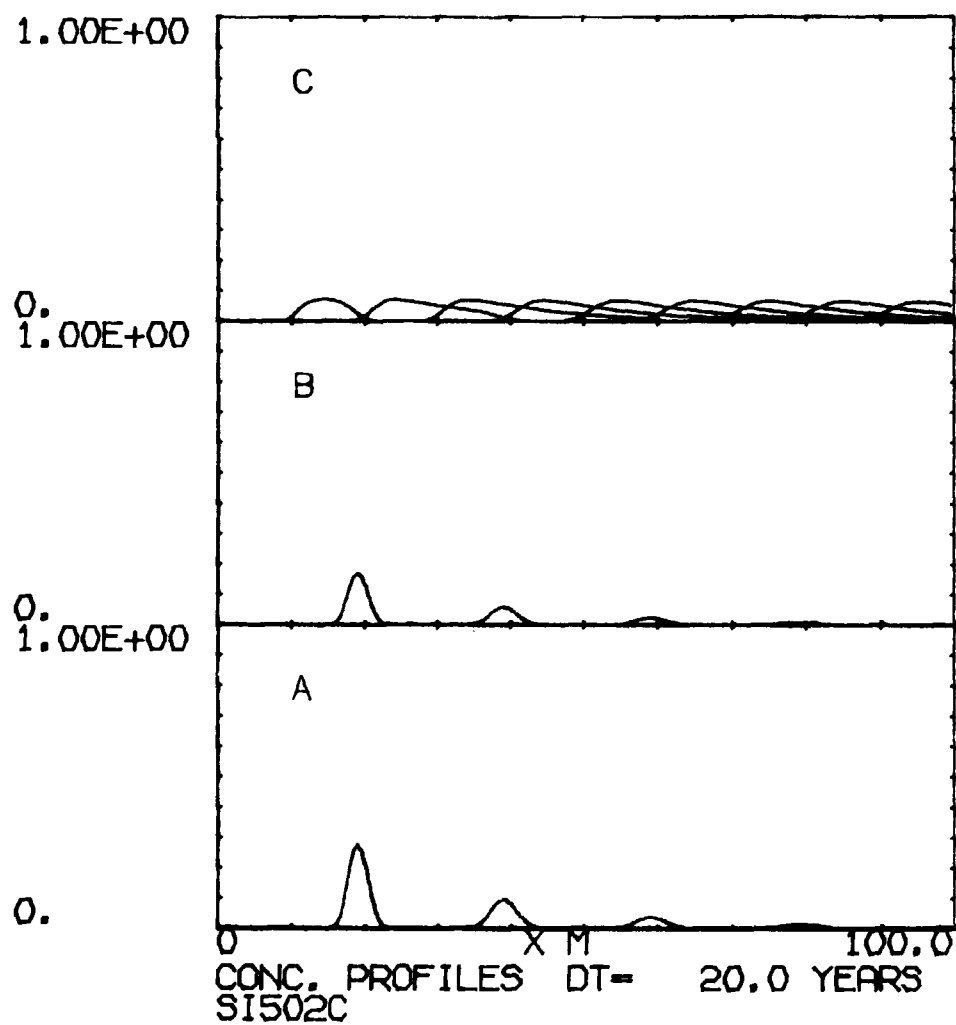 1.00E+00
C
0.
1.00E+00
B
0.
1.00E+00
A
0.
0 X M 100.0
CONC. PROFILES DT= 20.0 YEARS
SI502C